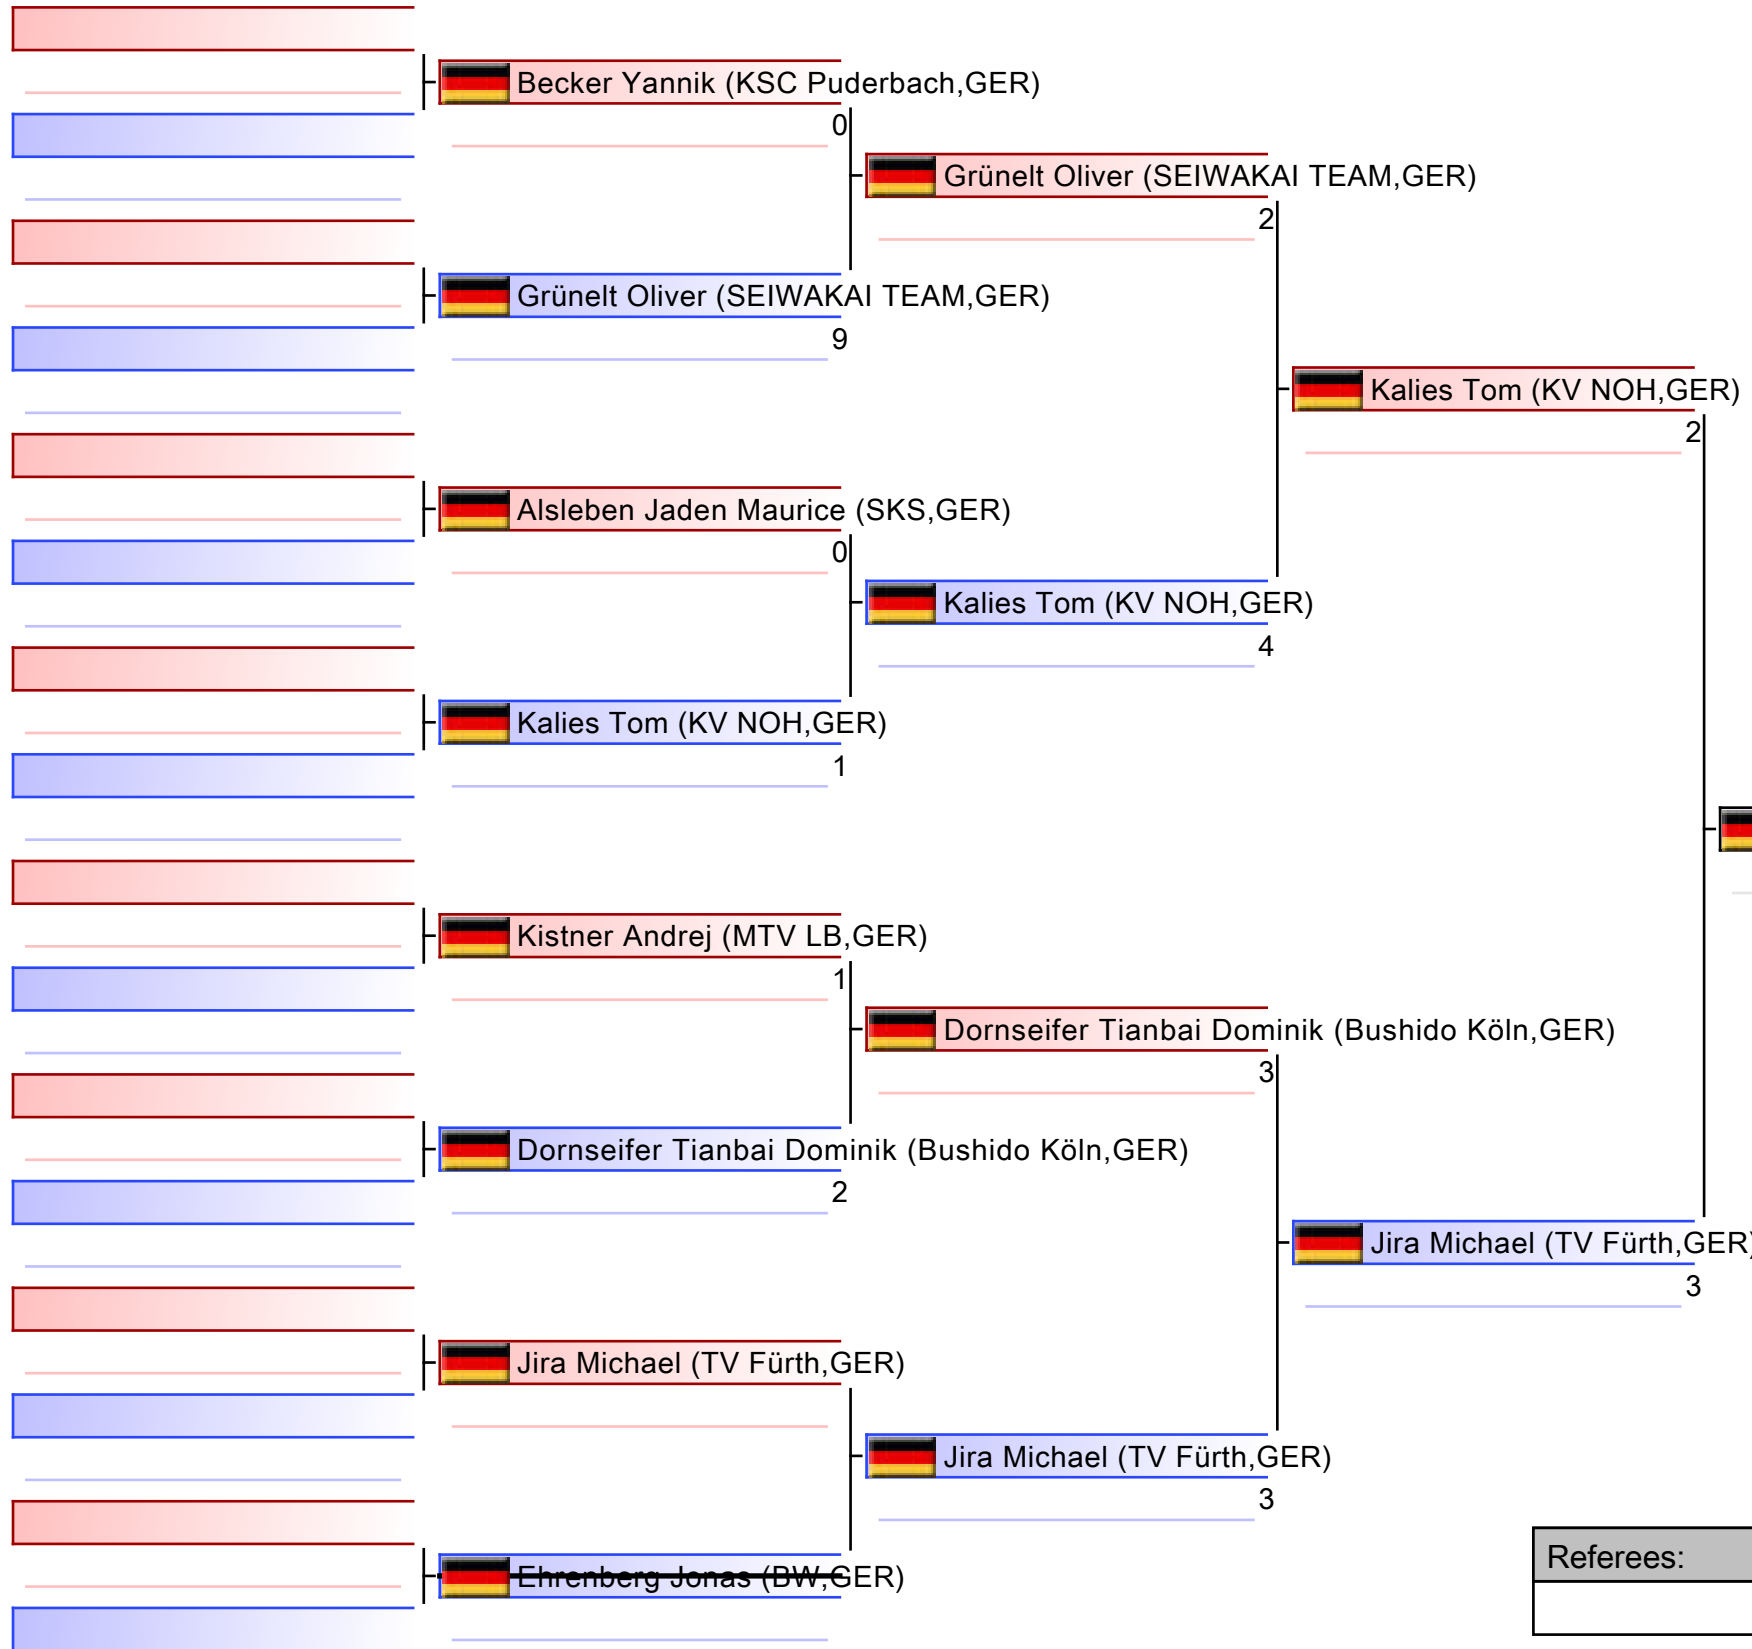 Becker Yannik (KSC Puderbach,GER)
0
Grünelt Oliver (SEIWAKAI TEAM,GER)
2
Grünelt Oliver (SEIWAKAI TEAM,GER)
9
Kalies Tom (KV NOH,GER)
2
Alsleben Jaden Maurice (SKS,GER)
0
Kalies Tom (KV NOH,GER)
4
Kalies Tom (KV NOH,GER)
1
Kistner Andrej (MTV LB,GER)
1
Dornseifer Tianbai Dominik (Bushido Köln,GER)
3
Dornseifer Tianbai Dominik (Bushido Köln,GER)
2
Jira Michael (TV Fürth,GER)
3
Jira Michael (TV Fürth,GER)
Jira Michael (TV Fürth,GER)
3
Referees:
Ehrenberg Jonas (BW,GER)